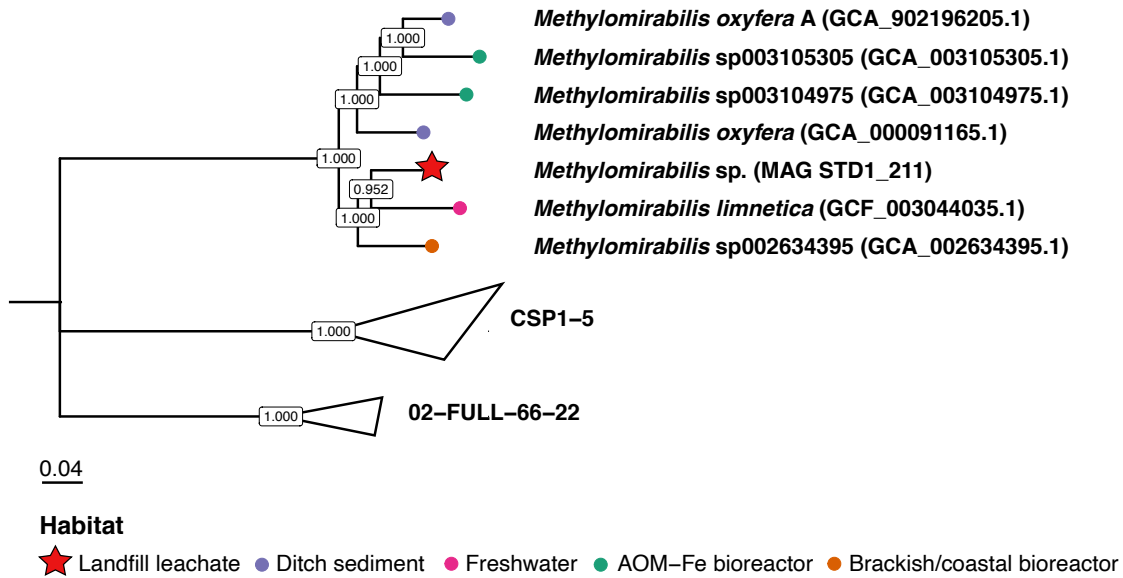 Methylomirabilis oxyfera A (GCA_902196205.1)
1.000
Methylomirabilis sp003105305 (GCA_003105305.1)
1.000
Methylomirabilis sp003104975 (GCA_003104975.1)
1.000
Methylomirabilis oxyfera (GCA_000091165.1)
1.000
Methylomirabilis sp. (MAG STD1_211)
0.952
Methylomirabilis limnetica (GCF_003044035.1)
1.000
Methylomirabilis sp002634395 (GCA_002634395.1)
CSP1−5
1.000
02−FULL−66−22
1.000
0.04
Habitat
Landfill leachate Ditch sediment Freshwater AOM−Fe bioreactor Brackish/coastal bioreactor